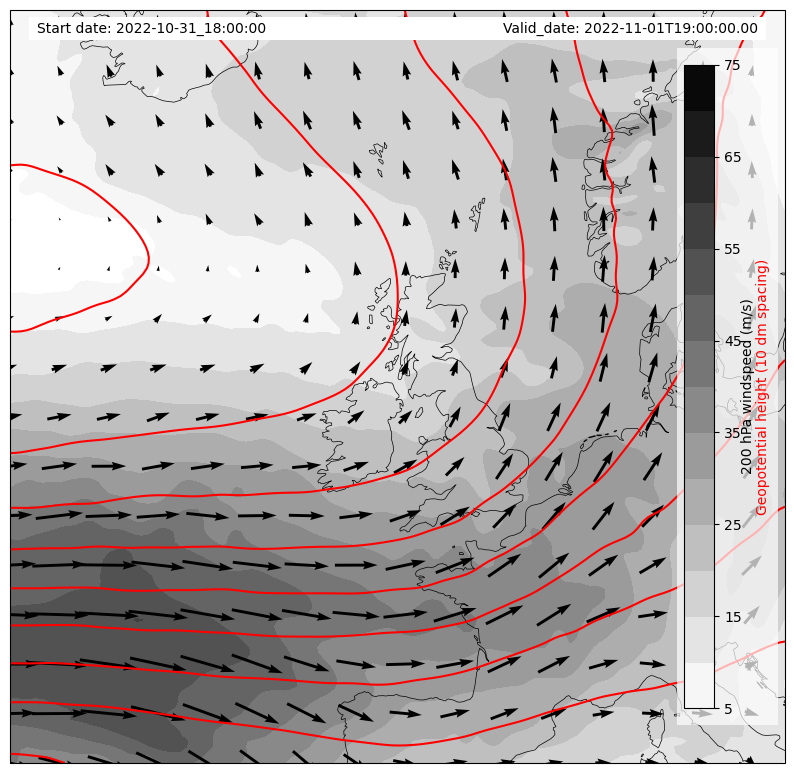 Start date: 2022-10-31_18:00:00
Valid_date: 2022-11-01T19:00:00.00
75
65
55
45
35
25
15
5
200 hPa windspeed (m/s)
Geopotential height (10 dm spacing)